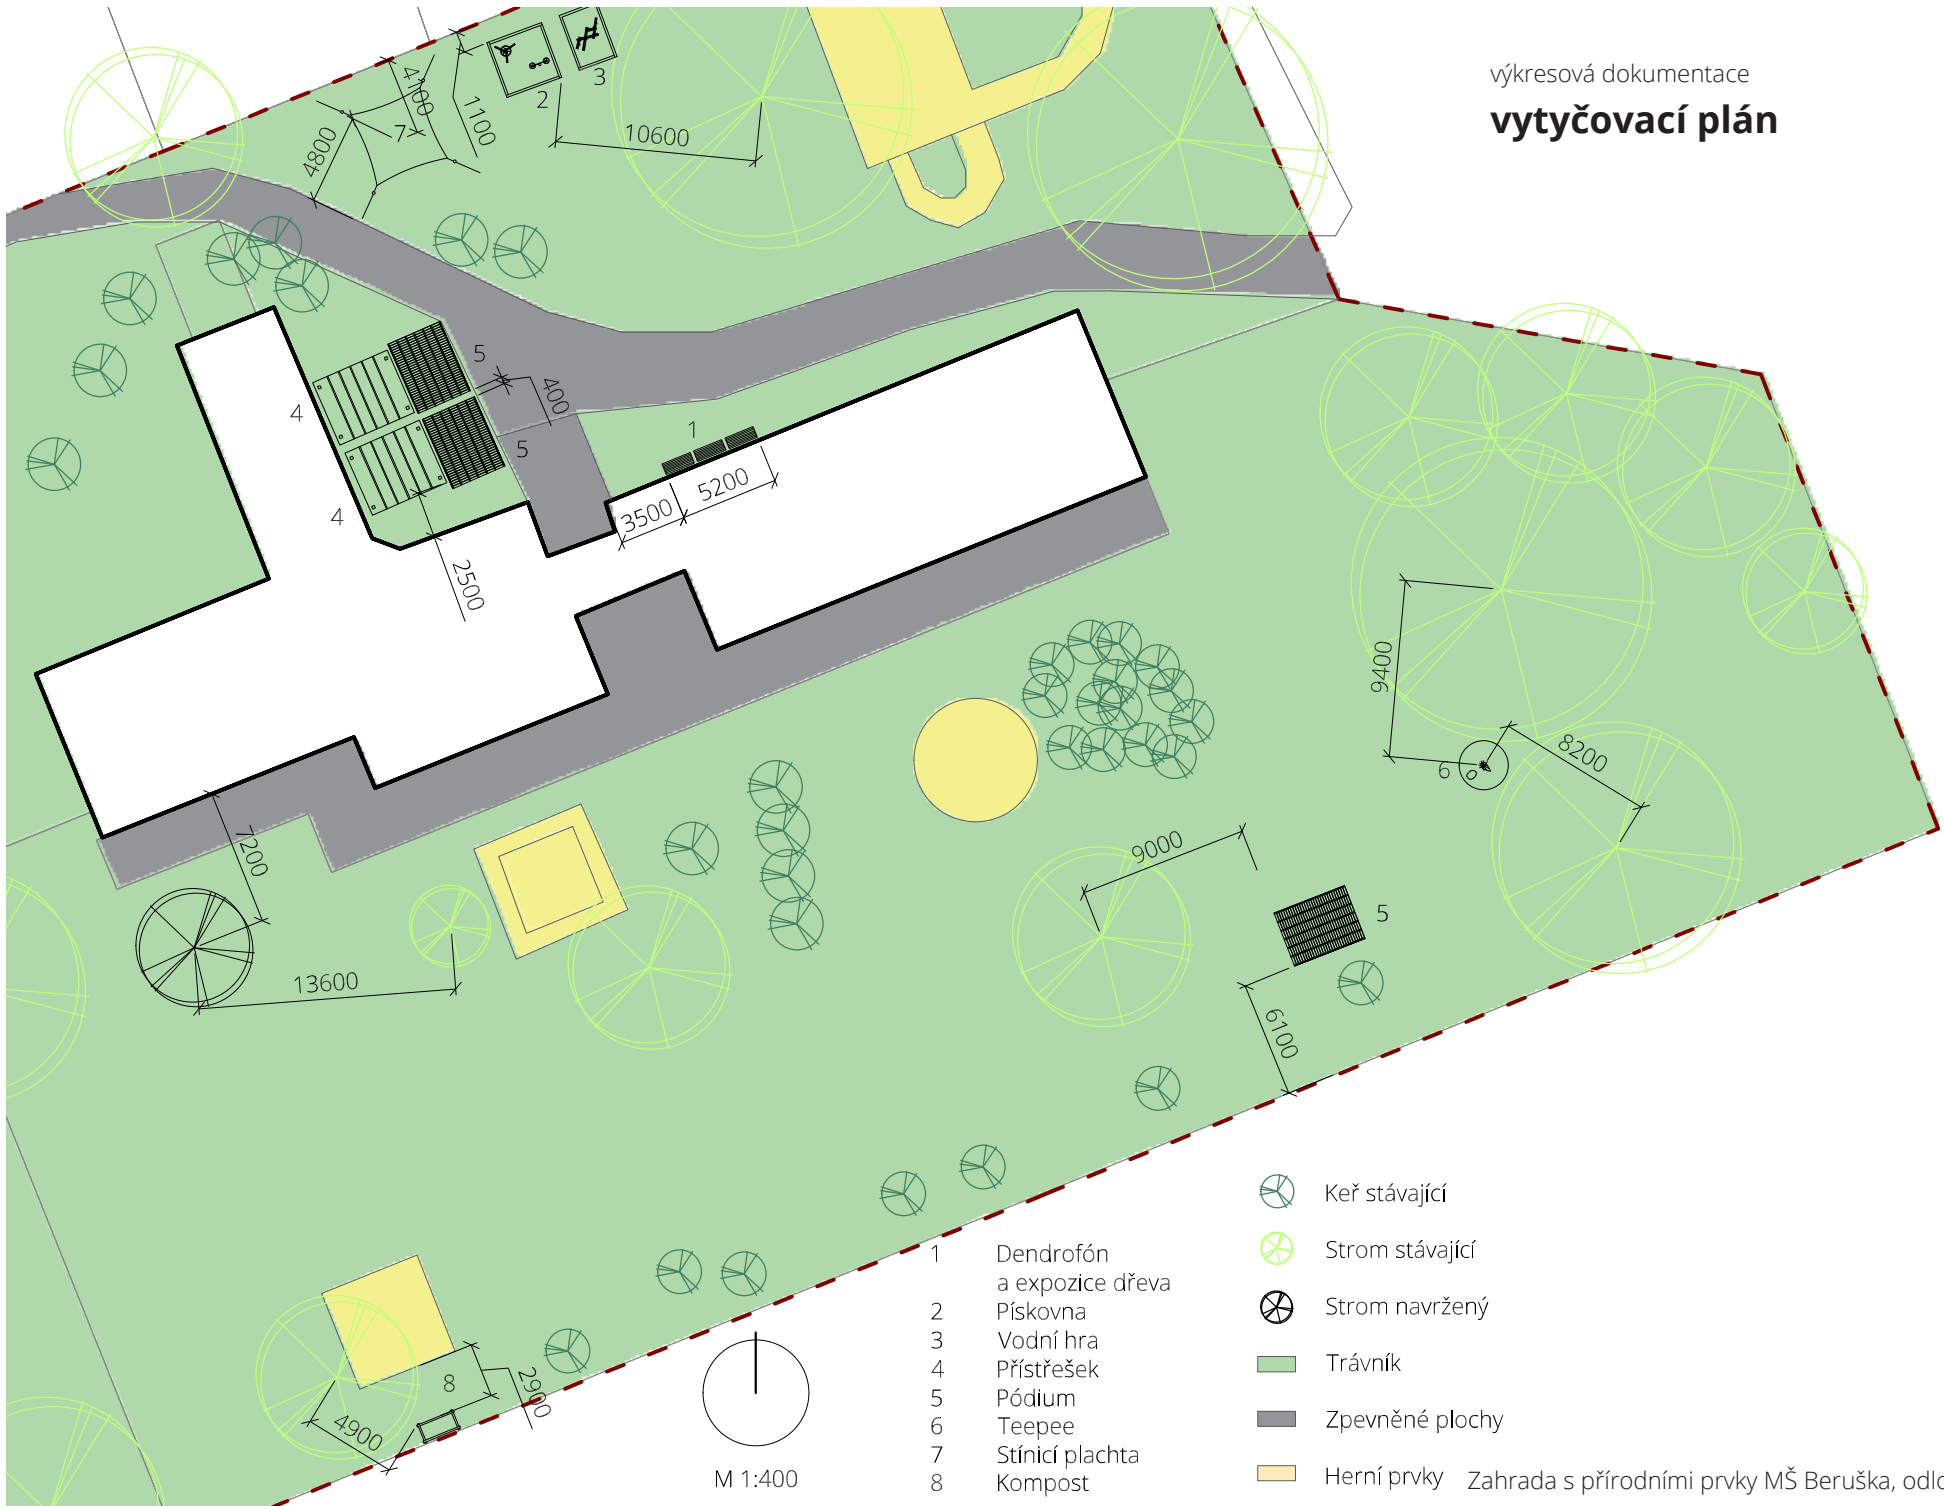 výkresová dokumentace
vytyčovací plán
4100
1100
4800
7
2
3
10600
5
400
4
5
1
4
5200
3500
2500
9400
6
8200
7200
13600
9000
5
6100
8
4900
2900
M 1:400
1 Dendrofón
a expozice dřeva
2 Pískovna
3 Vodní hra
4 Přístřešek
5 Pódium
6 Teepee
7 Stínicí plachta
8 Kompost
Keř stávající
Strom stávající
Strom navržený
Trávník
Zpevněné plochy
Herní prvky
Zahrada s přírodními prvky MŠ Beruška, odlo